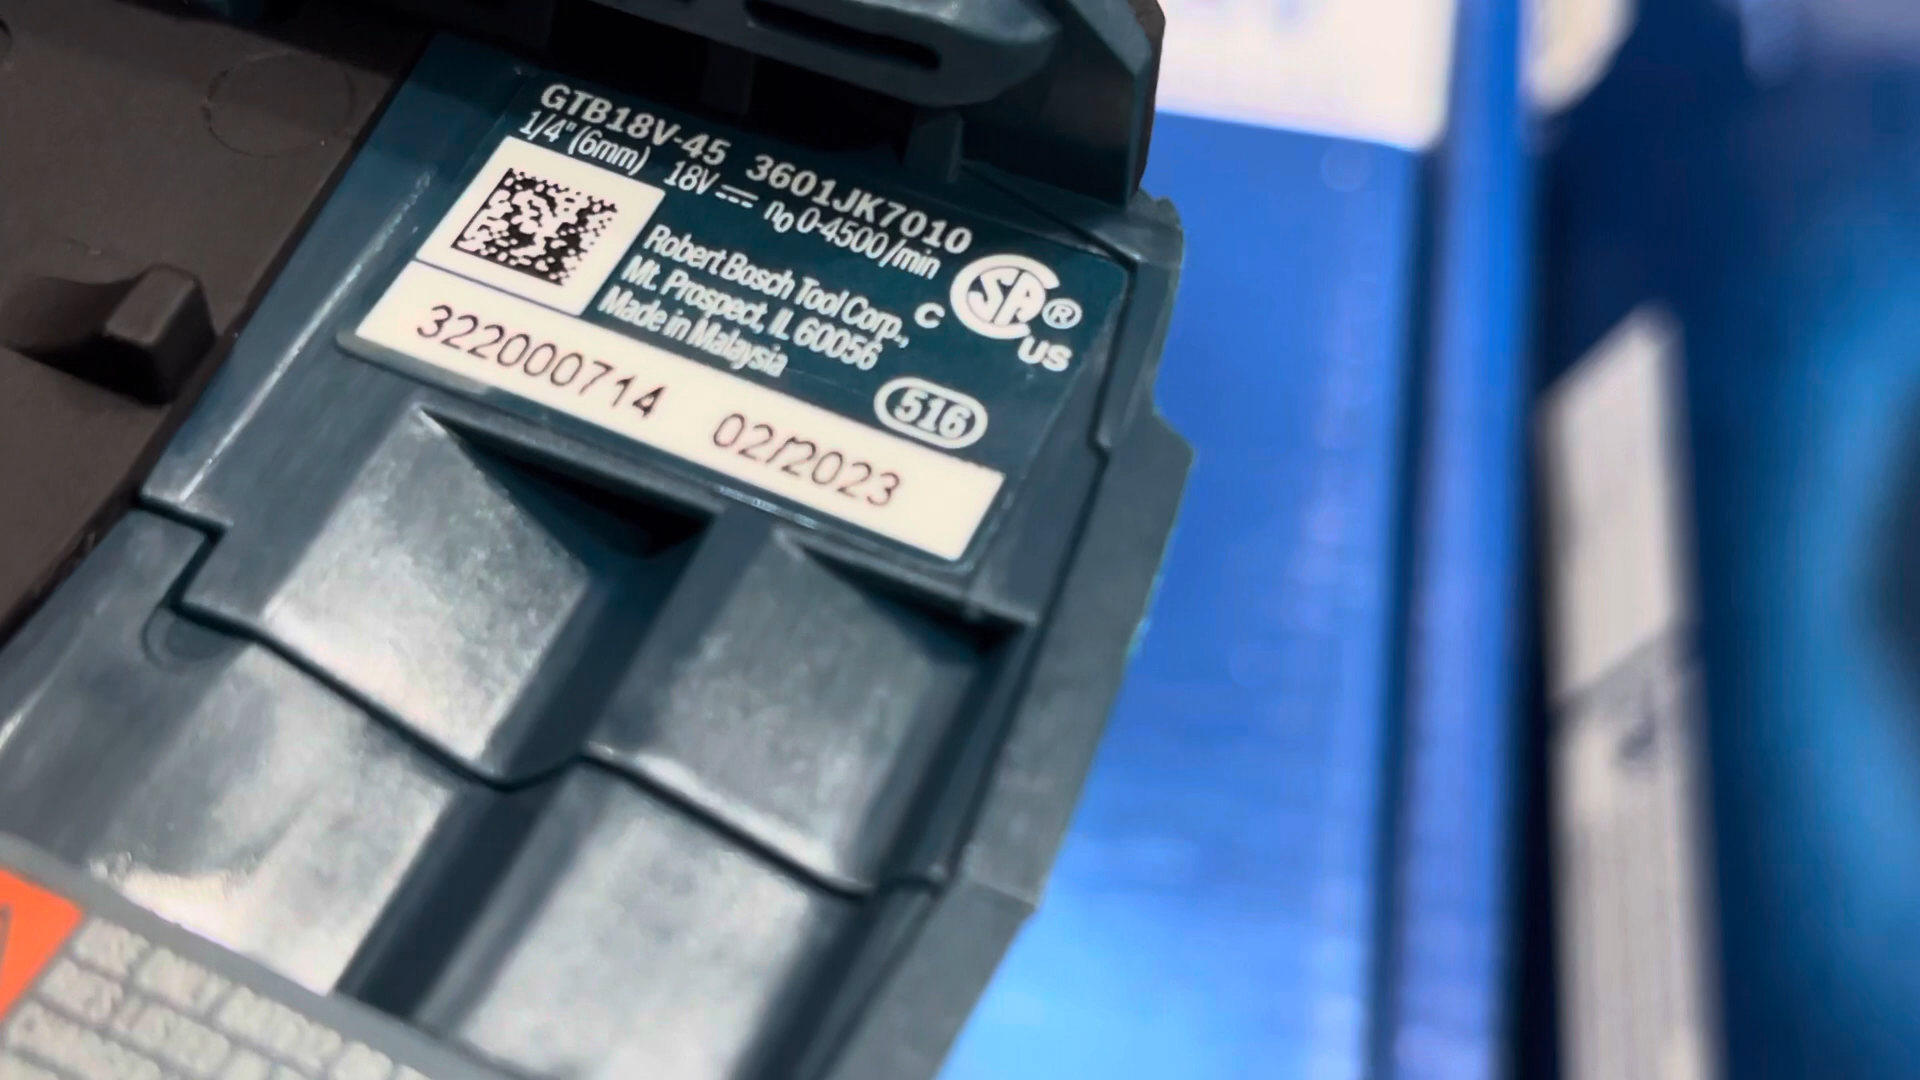 GTB18V-45 3601JK7010
1/4" (6mm) 18V n₀ 0-4500/min
Robert Bosch Tool Corp.,
Mt. Prospect, IL 60056
Made in Malaysia
C SA ® US
516
322000714 02/2023